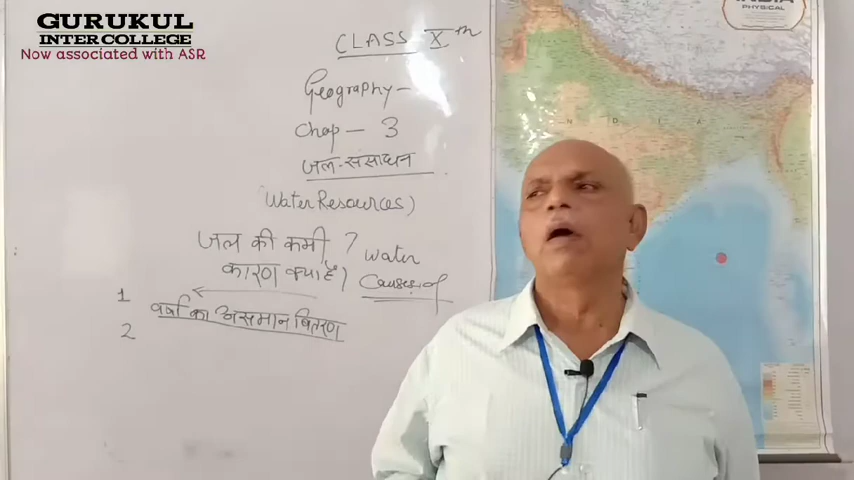 GURUKUL
INTER COLLEGE
Now associated with ASR
CLASS Xth
Geography-
Chap - 3
जल-संसाधन
Water Resources)
जल की कमी ? water
कारण क्या है। Causes of
1 वर्षा का असमान वितरण
2
INDIA
PHYSICAL
I N D I A